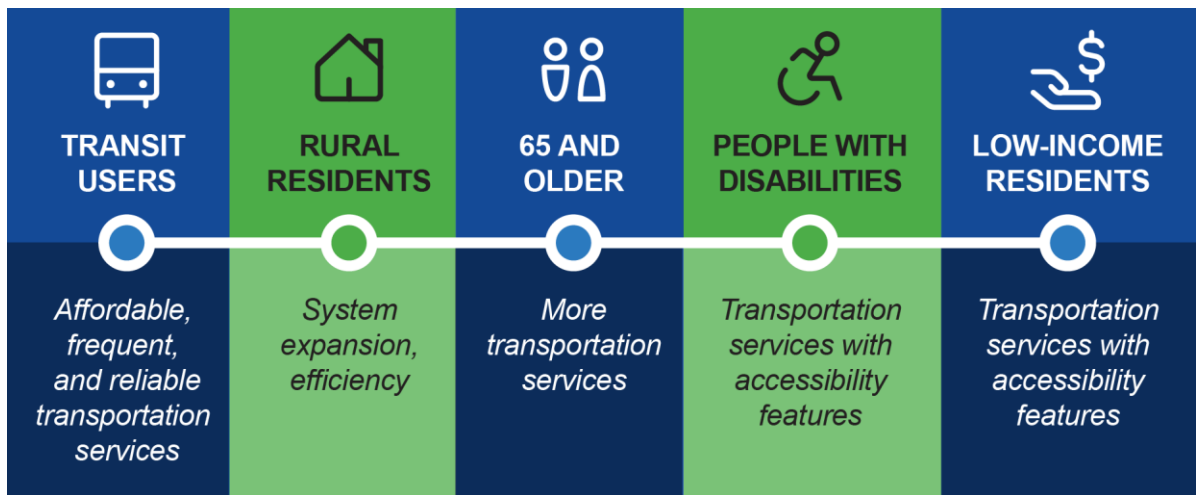 TRANSIT
USERS
Affordable,
frequent,
and reliable
transportation
services
RURAL
RESIDENTS
System
expansion,
efficiency
65 AND
OLDER
More
transportation
services
PEOPLE WITH
DISABILITIES
Transportation
services with
accessibility
features
$
LOW-INCOME
RESIDENTS
Transportation
services with
accessibility
features